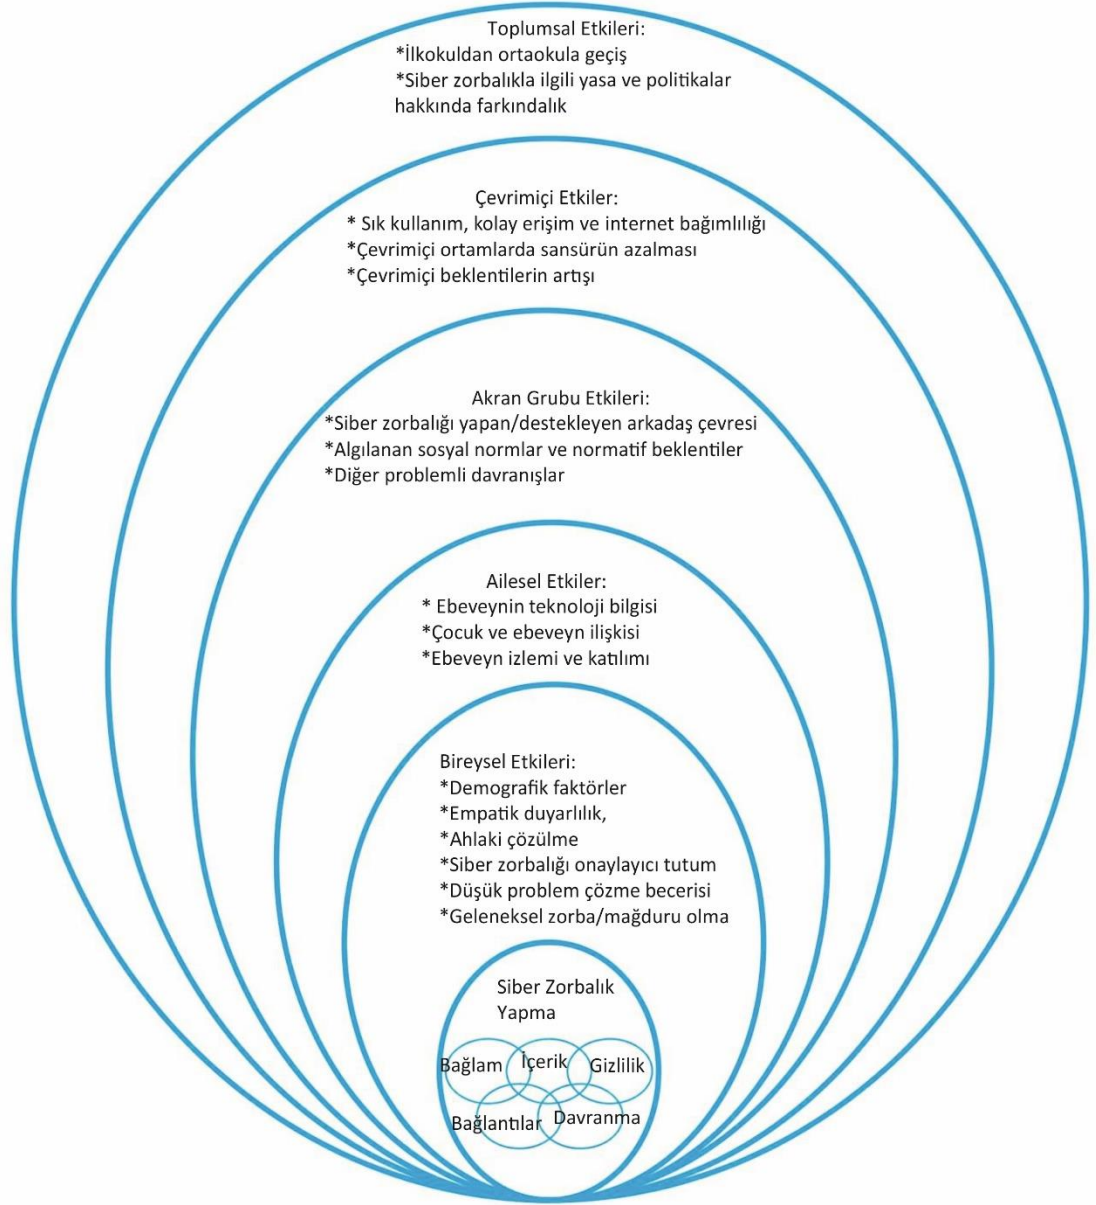 Toplumsal Etkileri:
*İlkokuldan ortaokula geçiş
*Siber zorbalıkla ilgili yasa ve politikalar
hakkında farkındalık
Çevrimiçi Etkiler:
* Sık kullanım, kolay erişim ve internet bağımlılığı
*Çevrimiçi ortamlarda sansürün azalması
*Çevrimiçi beklentilerin artışı
Akran Grubu Etkileri:
*Siber zorbalığı yapan/destekleyen arkadaş çevresi
*Algılanan sosyal normlar ve normatif beklentiler
*Diğer problemli davranışlar
Ailesel Etkiler:
* Ebeveynin teknoloji bilgisi
*Çocuk ve ebeveyn ilişkisi
*Ebeveyn izlemi ve katılımı
Bireysel Etkileri:
*Demografik faktörler
*Empatik duyarlılık,
*Ahlaki çözülme
*Siber zorbalığı onaylayıcı tutum
*Düşük problem çözme becerisi
*Geleneksel zorba/mağduru olma
Siber Zorbalık
Yapma
Bağlam İçerik Gizlilik
Bağlantılar Davranma